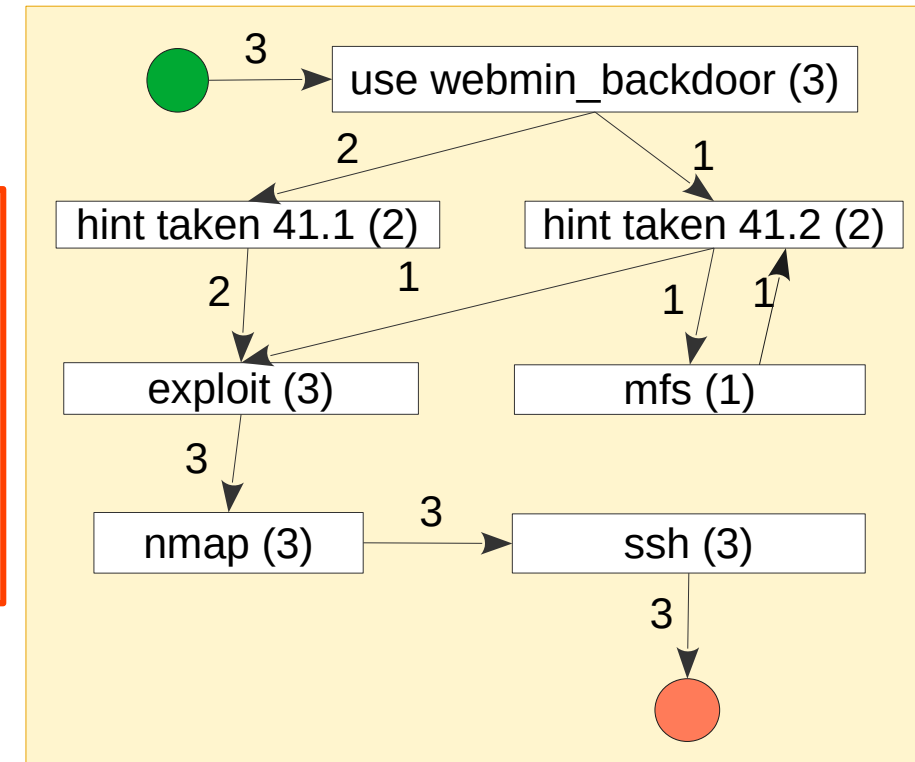 3
use webmin_backdoor (3)
2
1
hint taken 41.1 (2)
hint taken 41.2 (2)
2
1
1
1
exploit (3)
mfs (1)
3
nmap (3)
3
ssh (3)
3